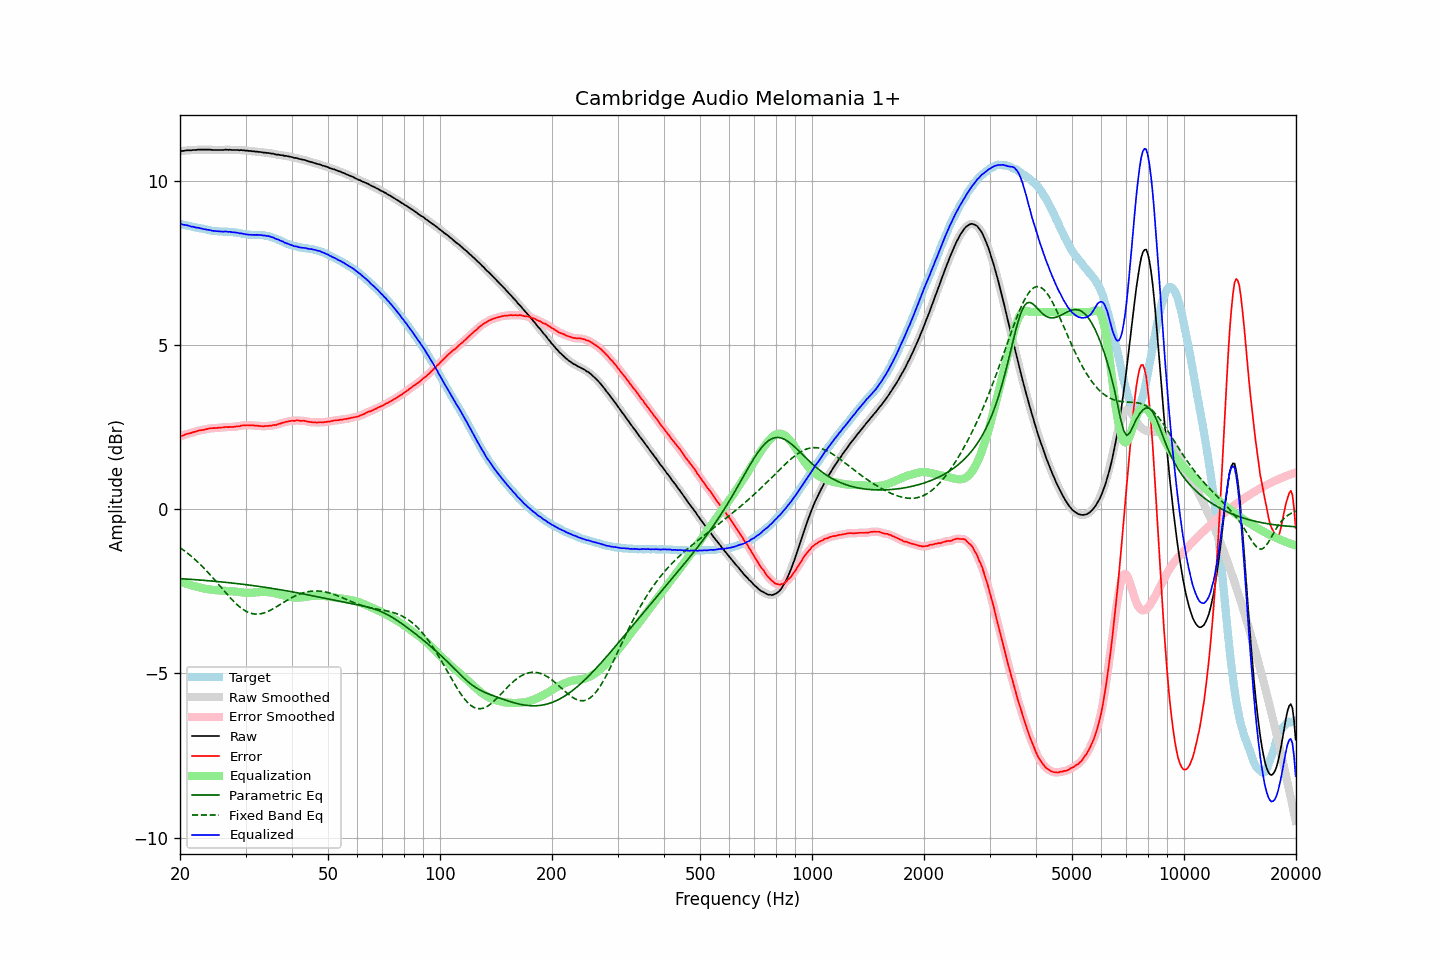 Cambridge Audio Melomania 1+
Amplitude (dBr)
10
5
0
−5
−10
Target
Raw Smoothed
Error Smoothed
Raw
Error
Equalization
Parametric Eq
Fixed Band Eq
Equalized
20 50 100 200 500 1000 2000 5000 10000 20000
Frequency (Hz)